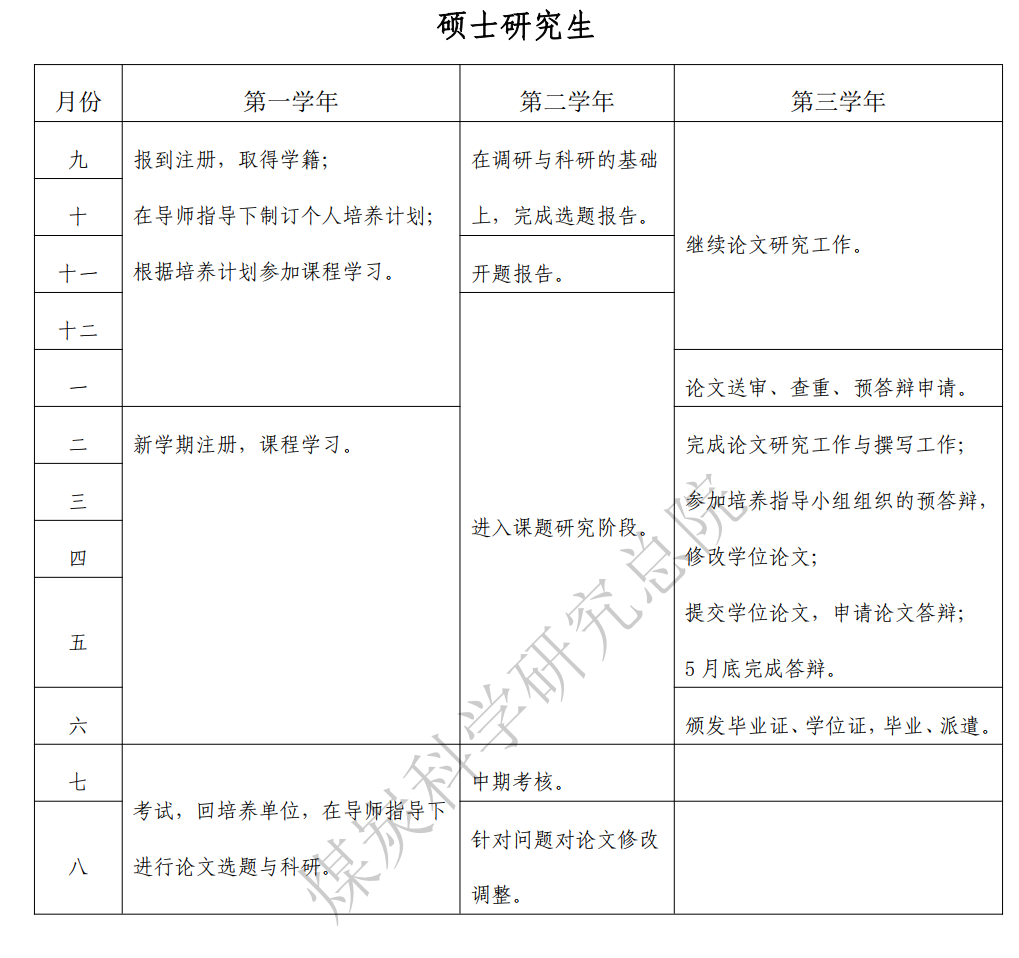 硕士研究生
月份 第一学年 第二学年 第三学年
九 报到注册，取得学籍； 在调研与科研的基础
十 在导师指导下制订个人培养计划； 上，完成选题报告。
继续论文研究工作。
十一 根据培养计划参加课程学习。 开题报告。
十二
一 论文送审、查重、预答辩申请。
二 新学期注册，课程学习。 完成论文研究工作与撰写工作；
三 参加培养指导小组组织的预答辩，
进入课题研究阶段。
四 修改学位论文；
提交学位论文，申请论文答辩；
五
5 月底完成答辩。
六 颁发毕业证、学位证，毕业、派遣。
七 中期考核。
考试，回培养单位，在导师指导下
针对问题对论文修改
八 进行论文选题与科研。
调整。
煤炭科学研究总院